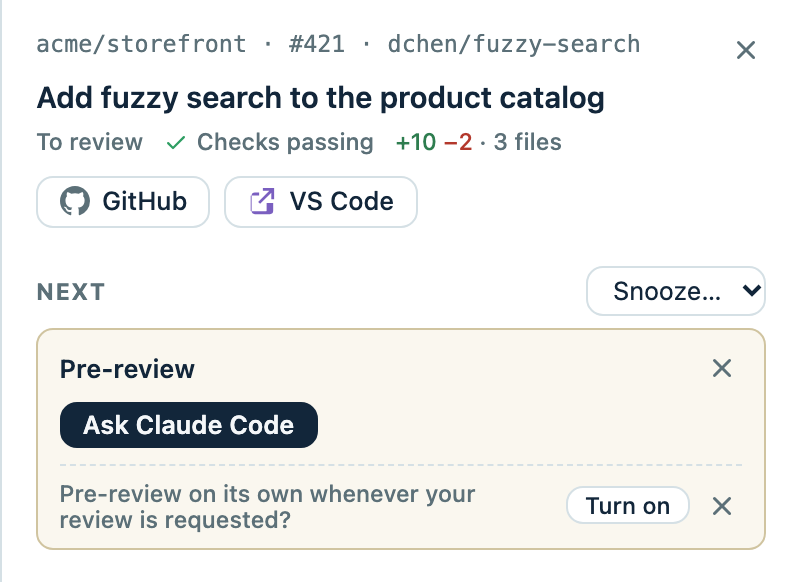 acme/storefront · #421 · dchen/fuzzy-search
Add fuzzy search to the product catalog
To review ✓ Checks passing +10 −2 · 3 files
GitHub VS Code
NEXT Snooze...
Pre-review
Ask Claude Code
Pre-review on its own whenever your
review is requested? Turn on